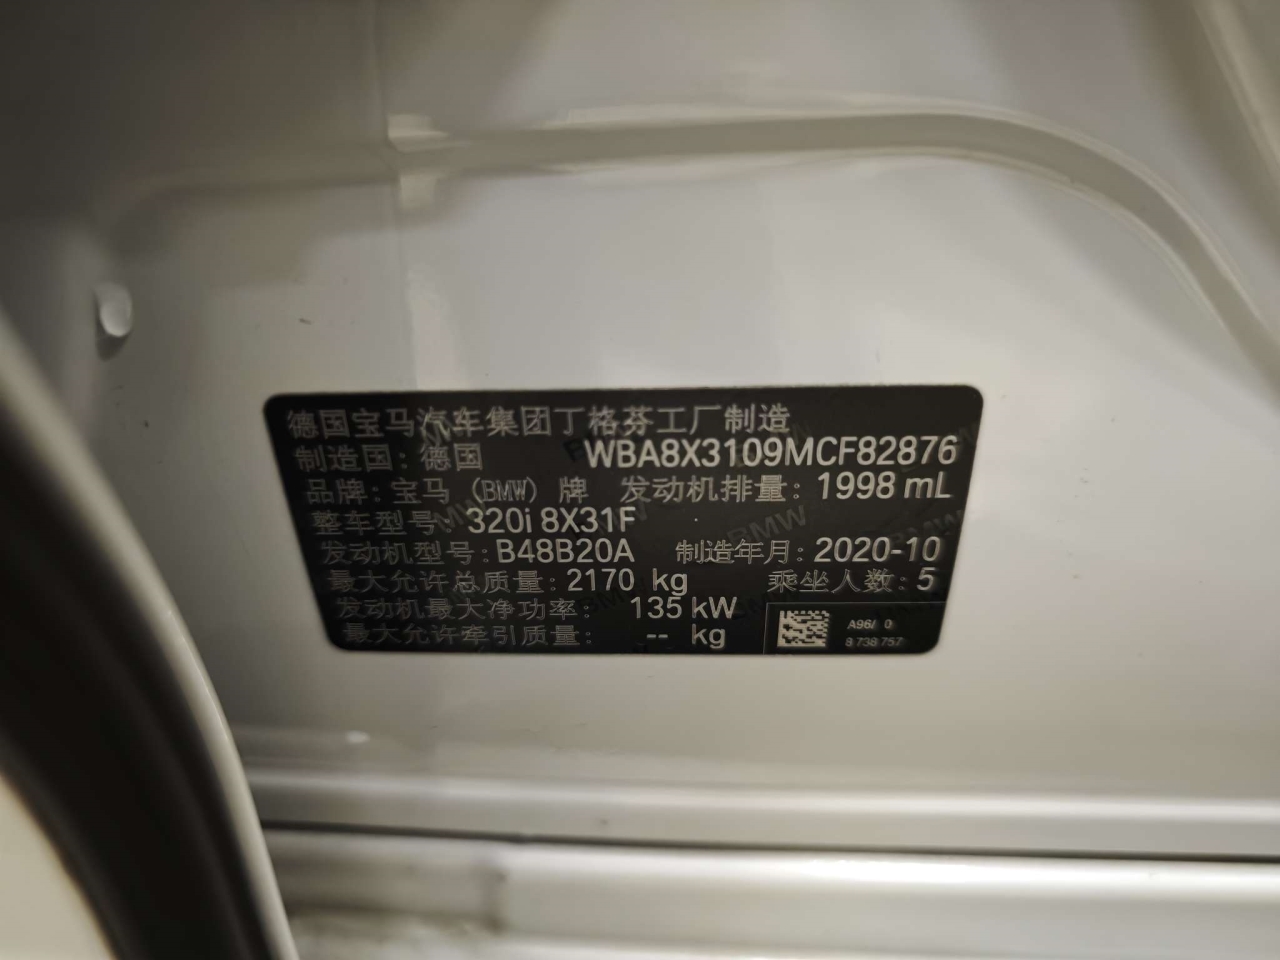 德国宝马汽车集团丁格芬工厂制造
制造国：德国 WBA8X3109MCF82876
品牌：宝马（BMW）牌 发动机排量：1998 mL
整车型号：320i 8X31F
发动机型号：B48B20A 制造年月：2020-10
最大允许总质量：2170 kg 乘坐人数：5
发动机最大净功率：135 kW
最大允许牵引质量：-- kg
A96/ 0
8 738 757